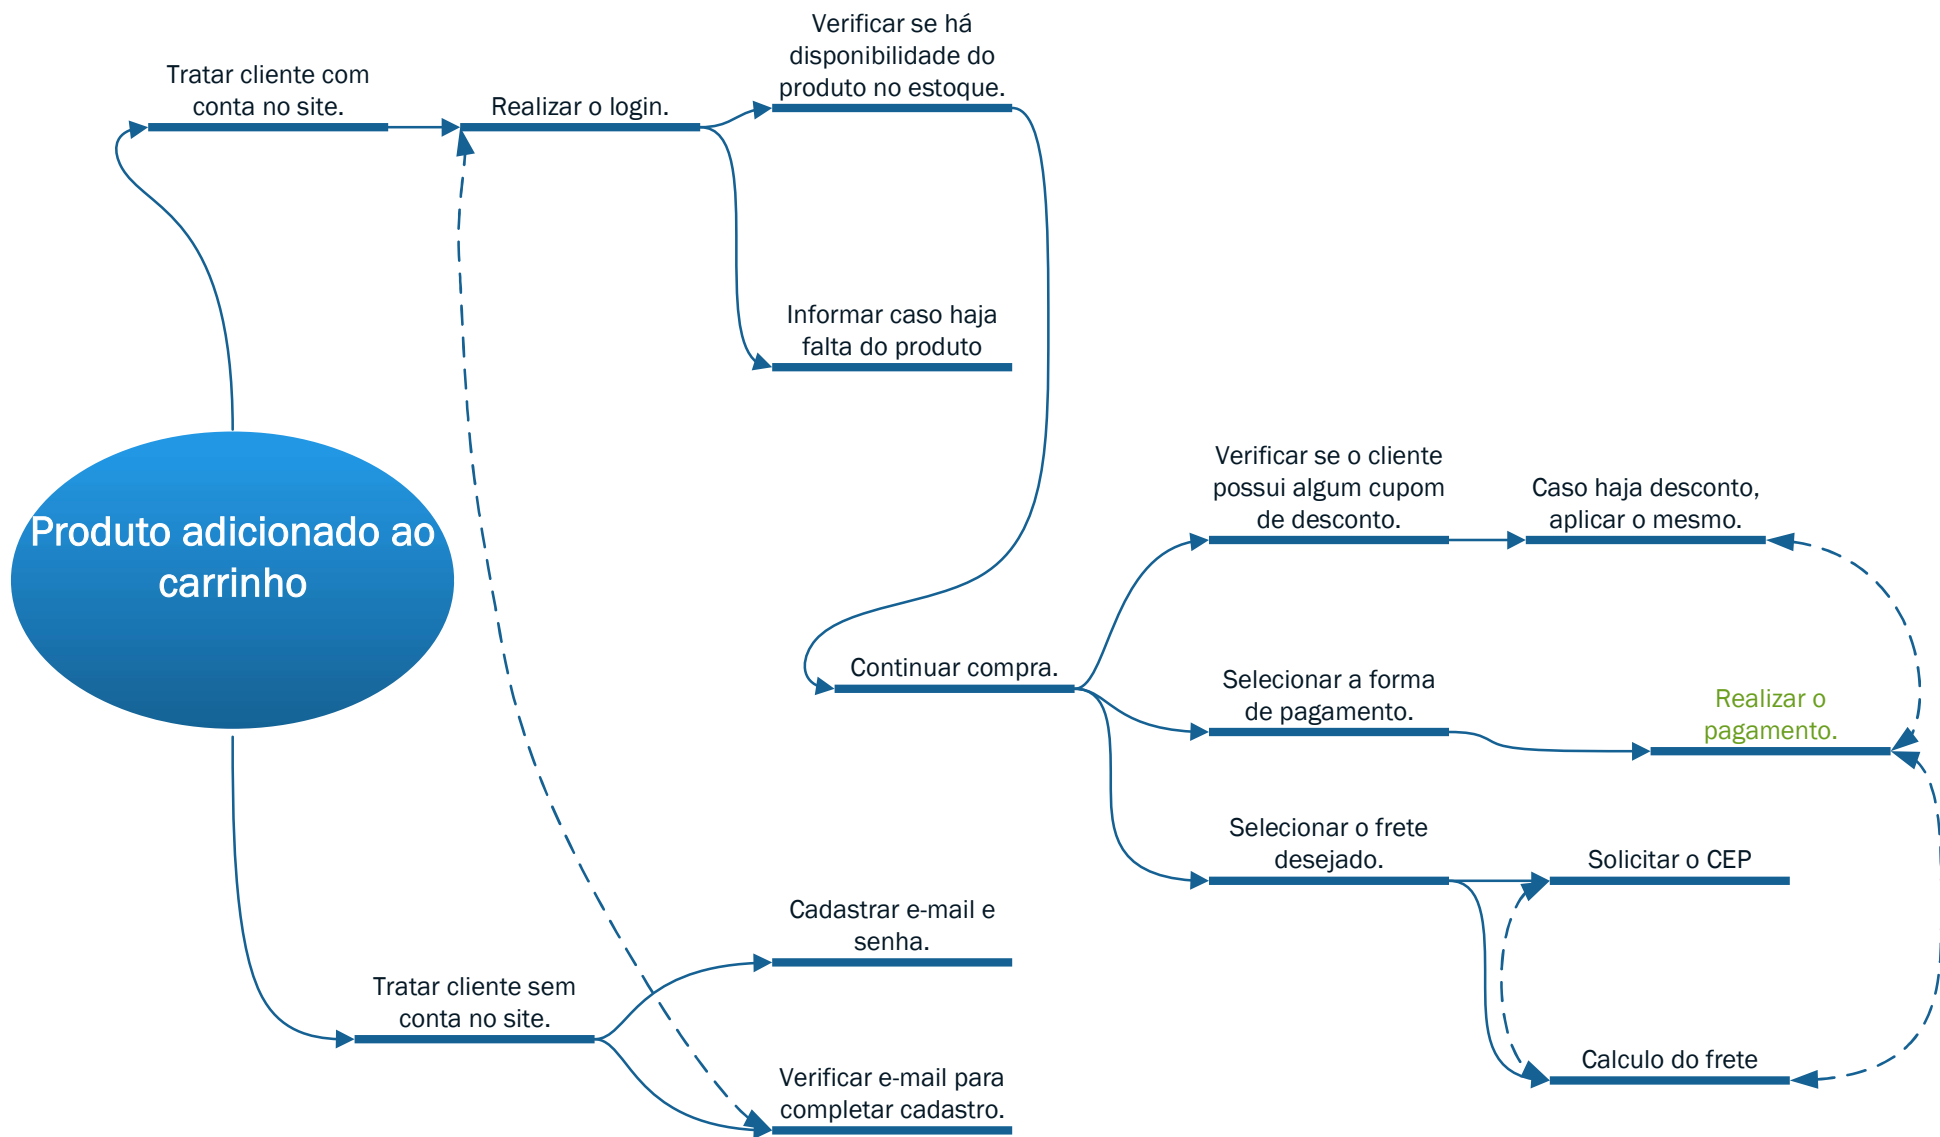 Verificar se há
disponibilidade do
produto no estoque.
Tratar cliente com
conta no site.
Realizar o login.
Informar caso haja
falta do produto
Produto adicionado ao
carrinho
Verificar se o cliente
possui algum cupom
de desconto.
Caso haja desconto,
aplicar o mesmo.
Continuar compra.
Selecionar a forma
de pagamento.
Realizar o
pagamento.
Selecionar o frete
desejado.
Solicitar o CEP
Cadastrar e-mail e
senha.
Tratar cliente sem
conta no site.
Calculo do frete
Verificar e-mail para
completar cadastro.